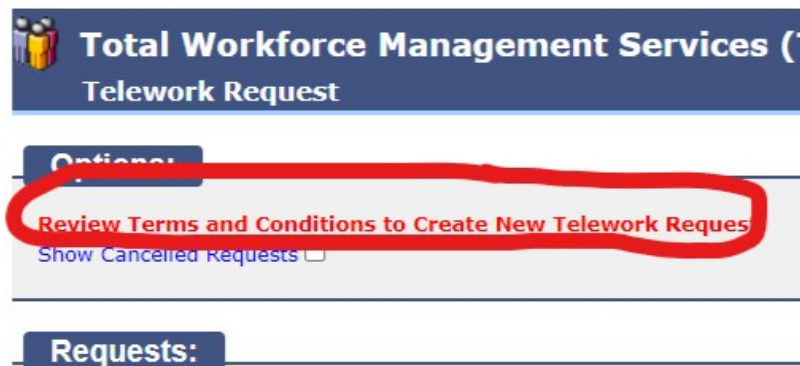 Total Workforce Management Services (
Telework Request
Options:
Review Terms and Conditions to Create New Telework Request
Show Cancelled Requests
Requests: